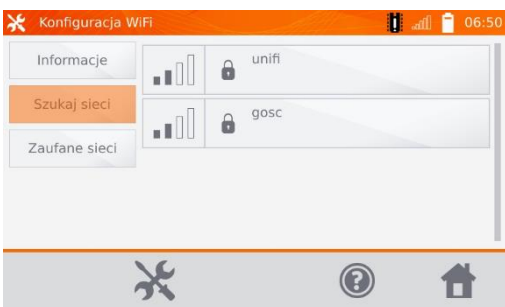 Konfiguracja WiFi 06:50
Informacje
Szukaj sieci
Zaufane sieci
unifi
gosc